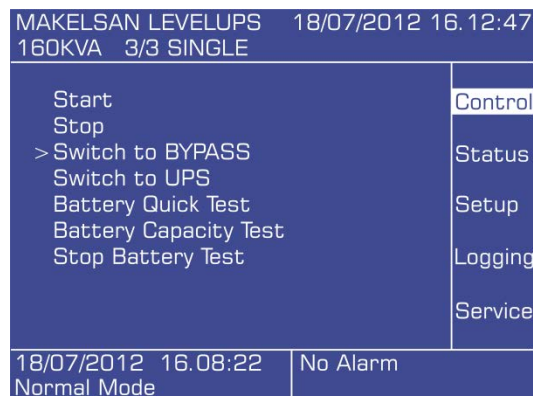 MAKELSAN LEVELUPS 18/07/2012 16.12:47
160KVA 3/3 SINGLE
Start
Stop
> Switch to BYPASS
Switch to UPS
Battery Quick Test
Battery Capacity Test
Stop Battery Test
Control
Status
Setup
Logging
Service
18/07/2012 16.08:22 No Alarm
Normal Mode